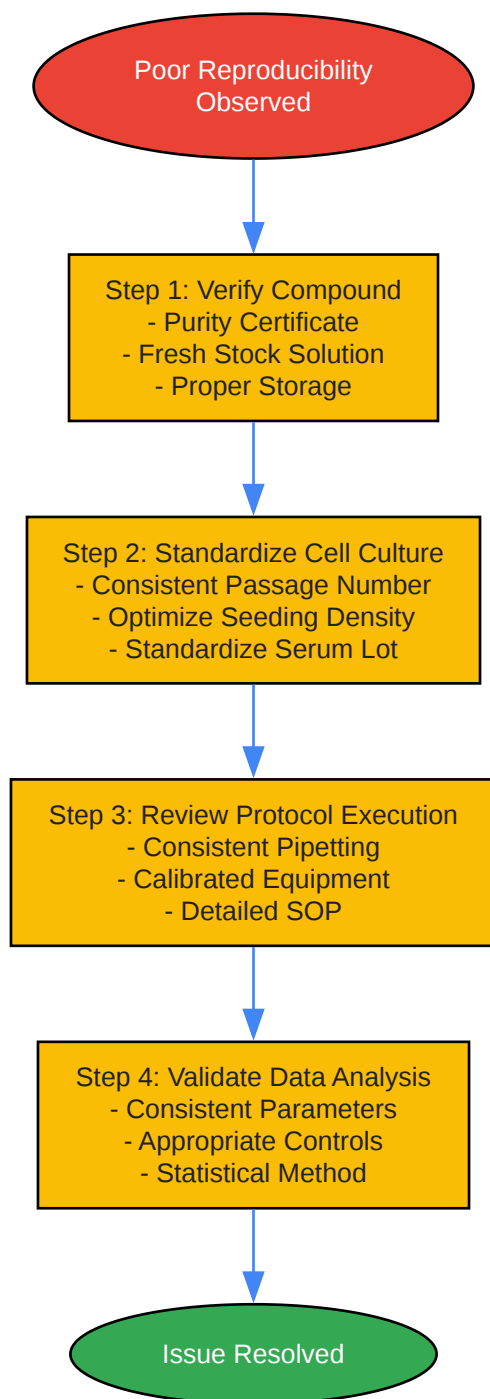 Poor Reproducibility
Observed
Step 1: Verify Compound
- Purity Certificate
- Fresh Stock Solution
- Proper Storage
Step 2: Standardize Cell Culture
- Consistent Passage Number
- Optimize Seeding Density
- Standardize Serum Lot
Step 3: Review Protocol Execution
- Consistent Pipetting
- Calibrated Equipment
- Detailed SOP
Step 4: Validate Data Analysis
- Consistent Parameters
- Appropriate Controls
- Statistical Method
Issue Resolved